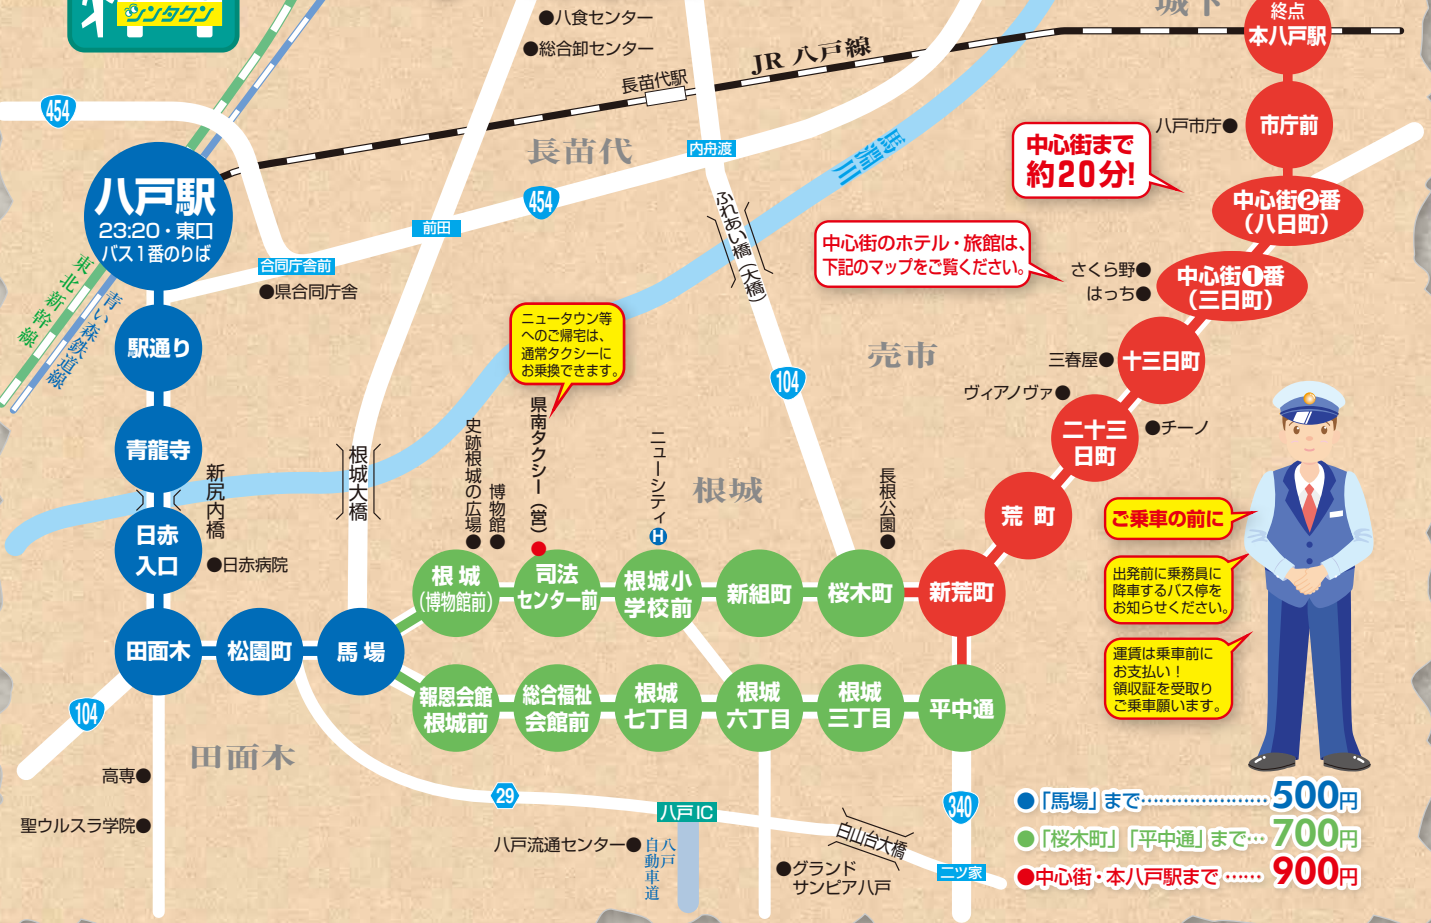 シンタクン
454
八食センター
総合卸センター
JR 八戸線
長苗代駅
長苗代
内舟渡
馬淵川
454
前田
合同庁舎前
県合同庁舎
ふれあい橋(大橋)
城下
終点
本八戸駅
八戸市庁
市庁前
中心街まで
約20分!
中心街❷番
(八日町)
中心街のホテル・旅館は、
下記のマップをご覧ください。
さくら野
はっち
中心街❶番
(三日町)
八戸駅
23:20・東口
バス1番のりば
東北新幹線
青い森鉄道線
駅通り
青龍寺
新尻内橋
日赤
入口
日赤病院
田面木
松園町
馬場
根城大橋
ニュータウン等
へのご帰宅は、
通常タクシーに
お乗換できます。
売市
104
三春屋
十三日町
ヴィアノヴァ
二十三
日町
チーノ
史跡根城の広場
博物館
県南タクシー(営)
ニューシティ
H
根城
長根公園
荒町
根城
(博物館前)
司法
センター前
根城小
学校前
新組町
桜木町
新荒町
報恩会館
根城前
総合福祉
会館前
根城
七丁目
根城
六丁目
根城
三丁目
平中通
ご乗車の前に
出発前に乗務員に
降車するバス停を
お知らせください。
運賃は乗車前に
お支払い!
領収証を受取り
ご乗車願います。
104
田面木
高専
聖ウルスラ学院
29
八戸IC
八戸流通センター
八戸
自動車道
グランド
サンピア八戸
白山台大橋
340
二ツ家
●「馬場」まで…………………500円
●「桜木町」「平中通」まで…700円
●中心街・本八戸駅まで……900円